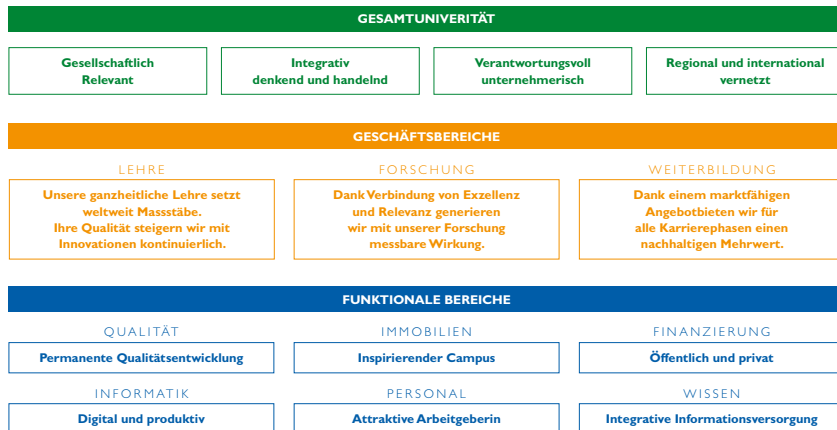 GESAMTUNIVERITÄT
Gesellschaftlich
Relevant
Integrativ
denkend und handelnd
Verantwortungsvoll
unternehmerisch
Regional und international
vernetzt
GESCHÄFTSBEREICHE
LEHRE
Unsere ganzheitliche Lehre setzt
weltweit Massstäbe.
Ihre Qualität steigern wir mit
Innovationen kontinuierlich.
FORSCHUNG
Dank Verbindung von Exzellenz
und Relevanz generieren
wir mit unserer Forschung
messbare Wirkung.
WEITERBILDUNG
Dank einem marktfähigen
Angebotbieten wir für
alle Karrierephasen einen
nachhaltigen Mehrwert.
FUNKTIONALE BEREICHE
QUALITÄT
Permanente Qualitätsentwicklung
IMMOBILIEN
Inspirierender Campus
FINANZIERUNG
Öffentlich und privat
INFORMATIK
Digital und produktiv
PERSONAL
Attraktive Arbeitgeberin
WISSEN
Integrative Informationsversorgung